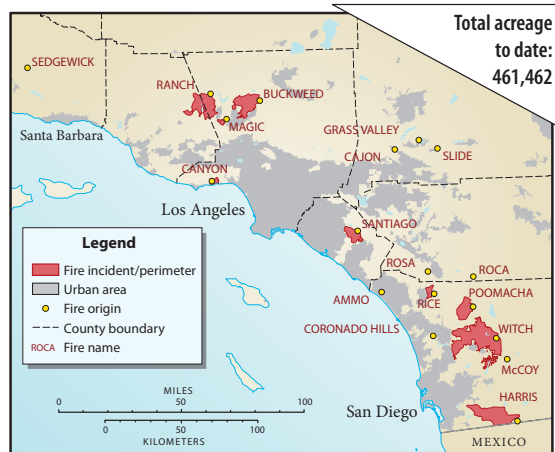 Total acreage
to date:
461,462
SEDGEWICK
RANCH
BUCKWEED
MAGIC
Santa Barbara
GRASS VALLEY
CAJON
SLIDE
CANYON
Los Angeles
SANTIAGO
Legend
Fire incident/perimeter
Urban area
Fire origin
County boundary
ROCA Fire name
ROSA
ROCA
AMMO
RICE
POOMACHA
CORONADO HILLS
WITCH
McCOY
MILES
0 100
0 50 100
KILOMETERS
HARRIS
San Diego
MEXICO